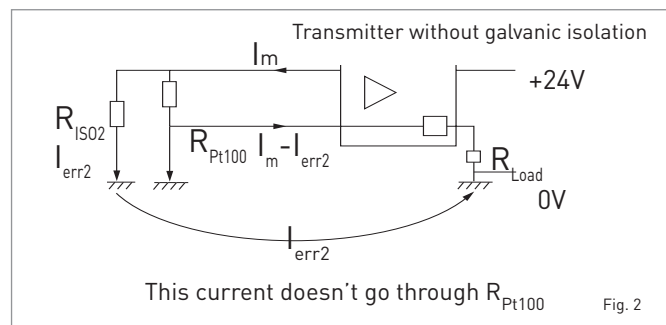 Transmitter without galvanic isolation
Im
+24V
RISO2
Ierr2
RPt100
Im-Ierr2
RLoad
0V
Ierr2
This current doesn't go through RPt100
Fig. 2